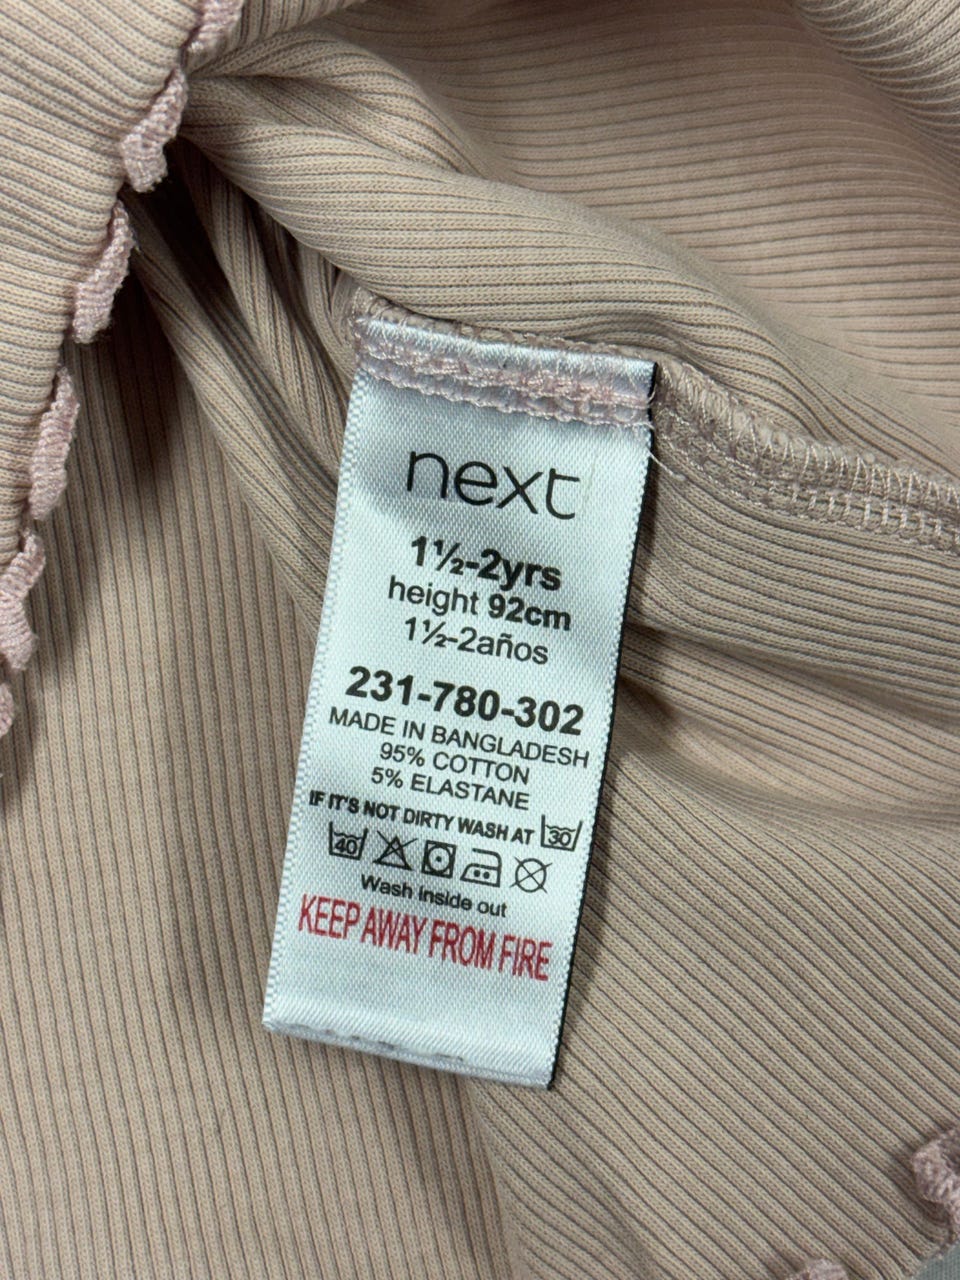 next
1½-2yrs
height 92cm
1½-2años
231-780-302
MADE IN BANGLADESH
95% COTTON
5% ELASTANE
IF IT'S NOT DIRTY WASH AT 30
40
Wash inside out
KEEP AWAY FROM FIRE